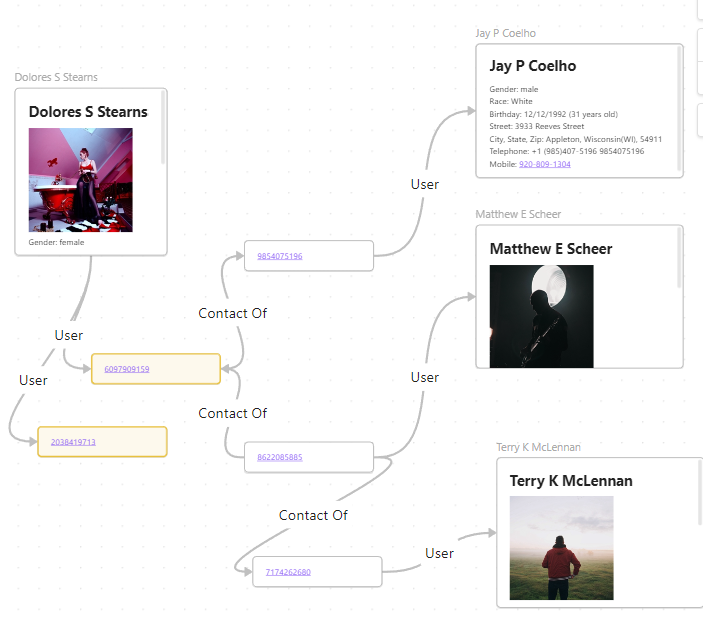 Jay P Coelho
Jay P Coelho
Gender: male
Race: White
Birthday: 12/12/1992 (31 years old)
Street: 3933 Reeves Street
City, State, Zip: Appleton, Wisconsin(WI), 54911
Telephone: +1 (985)407-5196 9854075196
Mobile: 920-809-1304
Dolores S Stearns
Dolores S Stearns
Gender: female
User
Matthew E Scheer
Matthew E Scheer
9854075196
Contact Of
User
6097909159
User
User
Contact Of
2038419713
8622085885
Terry K McLennan
Terry K McLennan
Contact Of
User
7174262680